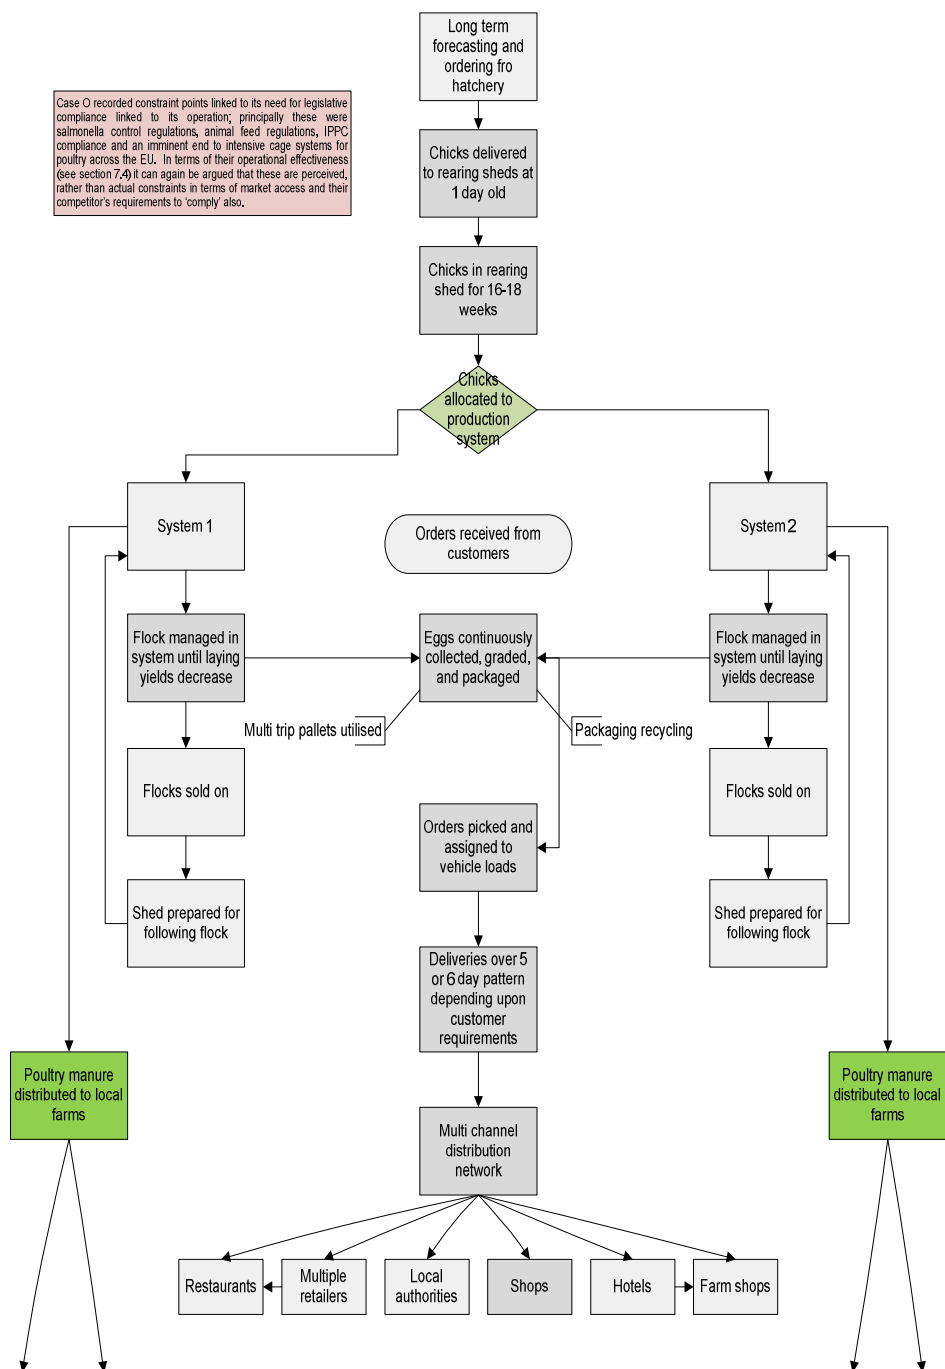 Long term
forecasting and
ordering fro
hatchery
Case O recorded constraint points linked to its need for legislative
compliance linked to its operation; principally these were
salmonella control regulations, animal feed regulations, IPPC
compliance and an imminent end to intensive cage systems for
poultry across the EU. In terms of their operational effectiveness
(see section 7.4) it can again be argued that these are perceived,
rather than actual constraints in terms of market access and their
competitor's requirements to 'comply' also.
Chicks delivered
to rearing sheds at
1 day old
Chicks in rearing
shed for 16-18
weeks
Chicks
allocated to
production
system
System 1
Orders received from
customers
System 2
Flock managed in
system until laying
yields decrease
Eggs continuously
collected, graded,
and packaged
Flock managed in
system until laying
yields decrease
Multi trip pallets utilised
Packaging recycling
Flocks sold on
Flocks sold on
Orders picked and
assigned to
vehicle loads
Shed prepared for
following flock
Shed prepared for
following flock
Deliveries over 5
or 6 day pattern
depending upon
customer
requirements
Poultry manure
distributed to local
farms
Poultry manure
distributed to local
farms
Multi channel
distribution
network
Restaurants
Multiple
retailers
Local
authorities
Shops
Hotels
Farm shops